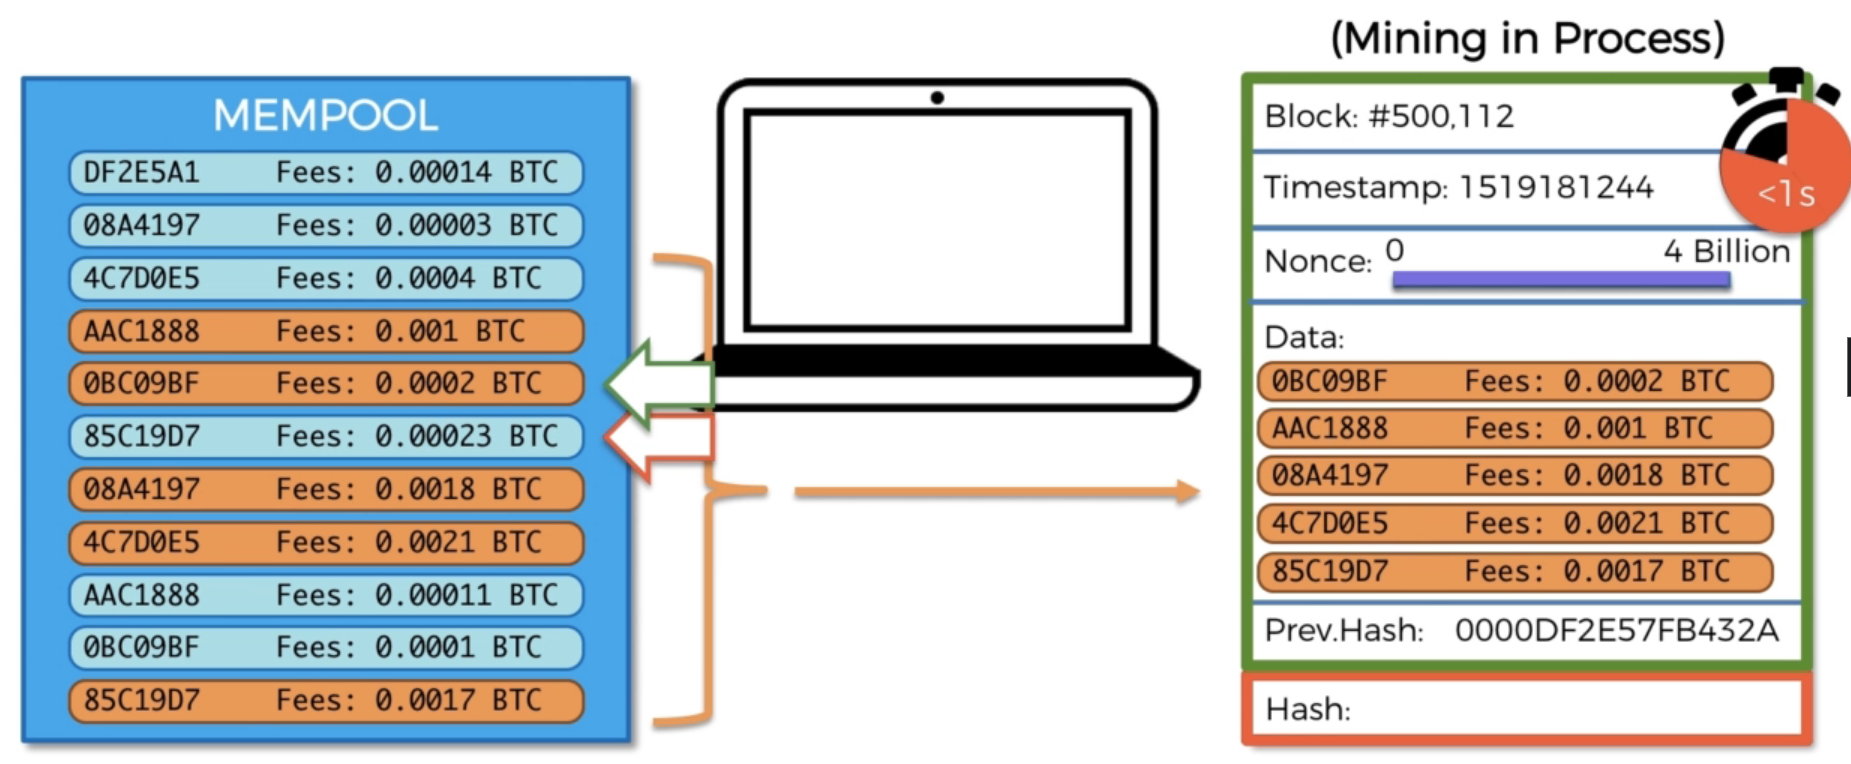 MEMPOOL
DF2E5A1 Fees: 0.00014 BTC
08A4197 Fees: 0.00003 BTC
4C7D0E5 Fees: 0.0004 BTC
AAC1888 Fees: 0.001 BTC
0BC09BF Fees: 0.0002 BTC
85C19D7 Fees: 0.00023 BTC
08A4197 Fees: 0.0018 BTC
4C7D0E5 Fees: 0.0021 BTC
AAC1888 Fees: 0.00011 BTC
0BC09BF Fees: 0.0001 BTC
85C19D7 Fees: 0.0017 BTC
(Mining in Process)
Block: #500,112
Timestamp: 1519181244
<1s
Nonce: 0 4 Billion
Data:
0BC09BF Fees: 0.0002 BTC
AAC1888 Fees: 0.001 BTC
08A4197 Fees: 0.0018 BTC
4C7D0E5 Fees: 0.0021 BTC
85C19D7 Fees: 0.0017 BTC
Prev.Hash: 0000DF2E57FB432A
Hash: